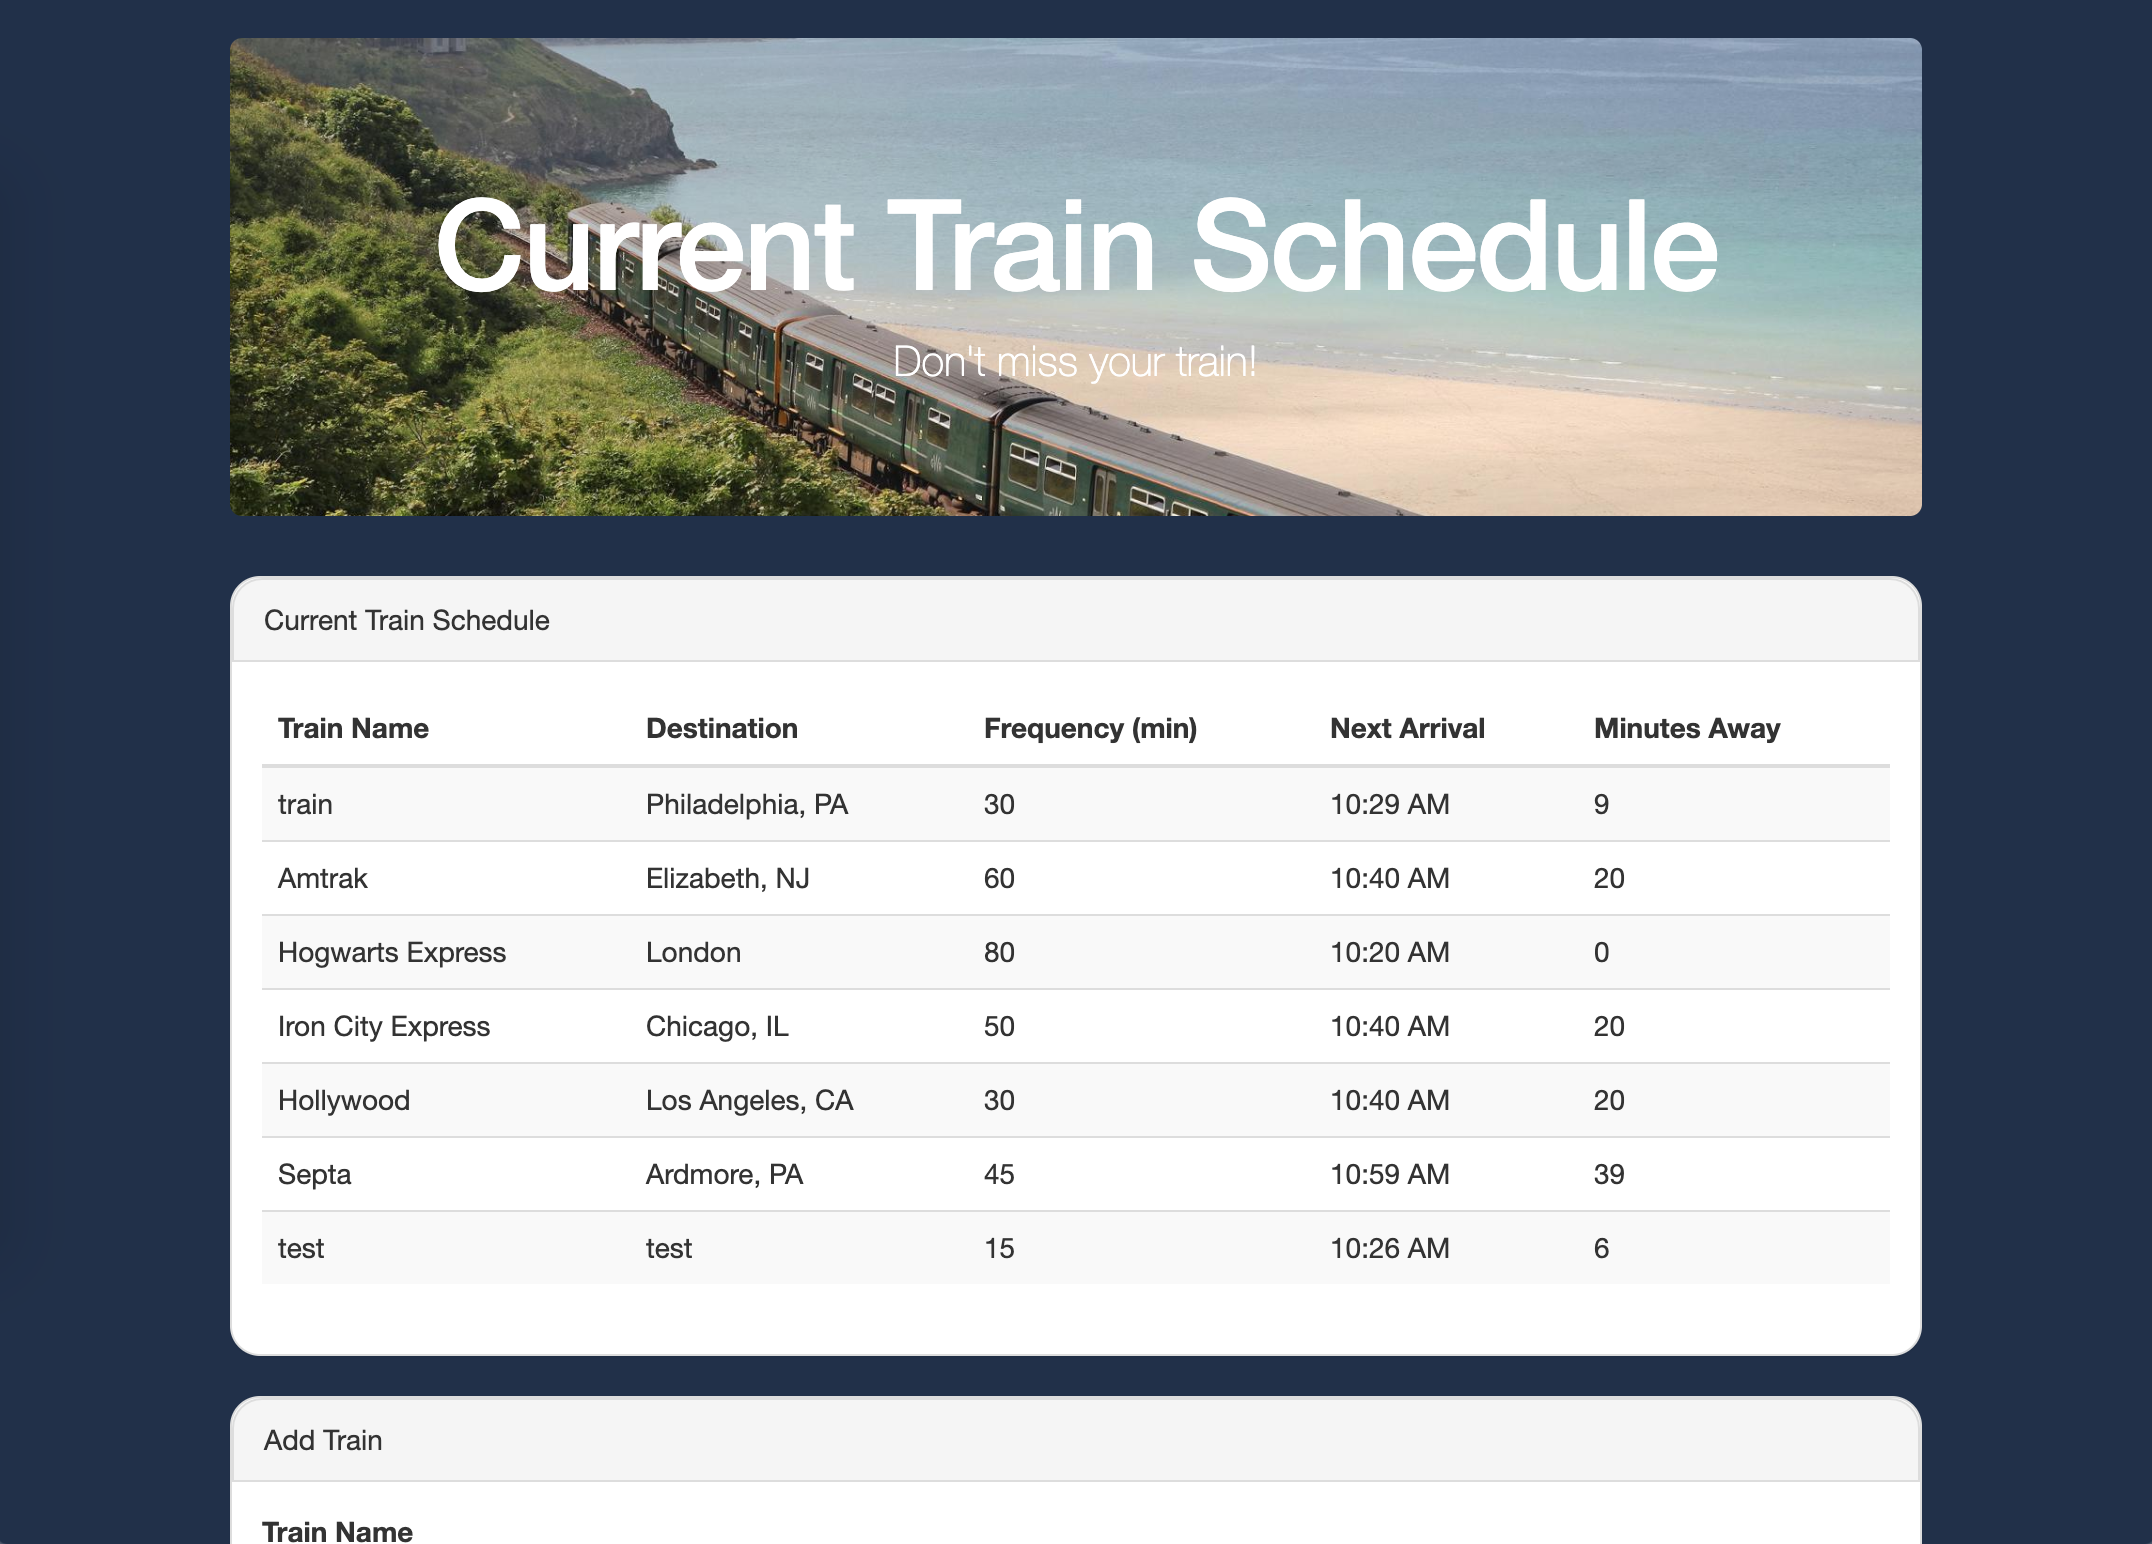 Current Train Schedule
Don't miss your train!
Current Train Schedule
Train Name Destination Frequency (min) Next Arrival Minutes Away
train Philadelphia, PA 30 10:29 AM 9
Amtrak Elizabeth, NJ 60 10:40 AM 20
Hogwarts Express London 80 10:20 AM 0
Iron City Express Chicago, IL 50 10:40 AM 20
Hollywood Los Angeles, CA 30 10:40 AM 20
Septa Ardmore, PA 45 10:59 AM 39
test test 15 10:26 AM 6
Add Train
Train Name